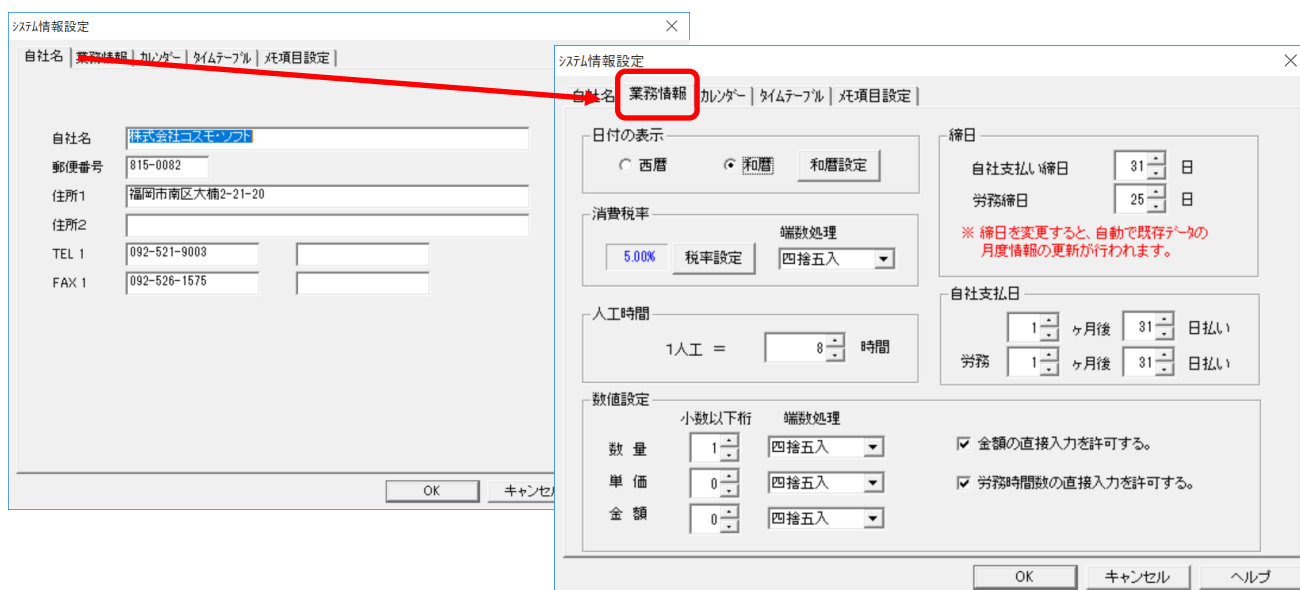 ｼｽﾃﾑ情報設定
自社名 業務情報 ｶﾚﾝﾀﾞｰ ﾀｲﾑﾃｰﾌﾞﾙ ﾒﾓ項目設定
自社名 株式会社コスモ・ソフト
郵便番号 815-0082
住所1 福岡市南区大楠2-21-20
住所2
TEL 1 092-521-9003
FAX 1 092-526-1575
OK キャンセル
ｼｽﾃﾑ情報設定
自社名 業務情報 ｶﾚﾝﾀﾞｰ ﾀｲﾑﾃｰﾌﾞﾙ ﾒﾓ項目設定
日付の表示
西暦 和暦 和暦設定
消費税率
端数処理
5.00% 税率設定 四捨五入
人工時間
1人工 = 8 時間
締日
自社支払い締日 31 日
労務締日 25 日
※ 締日を変更すると、自動で既存ﾃﾞｰﾀの
月度情報の更新が行われます。
自社支払日
1 ヶ月後 31 日払い
労務 1 ヶ月後 31 日払い
数値設定
小数以下桁 端数処理
数 量 1 四捨五入
単 価 0 四捨五入
金 額 0 四捨五入
金額の直接入力を許可する。
労務時間数の直接入力を許可する。
OK キャンセル ヘルプ